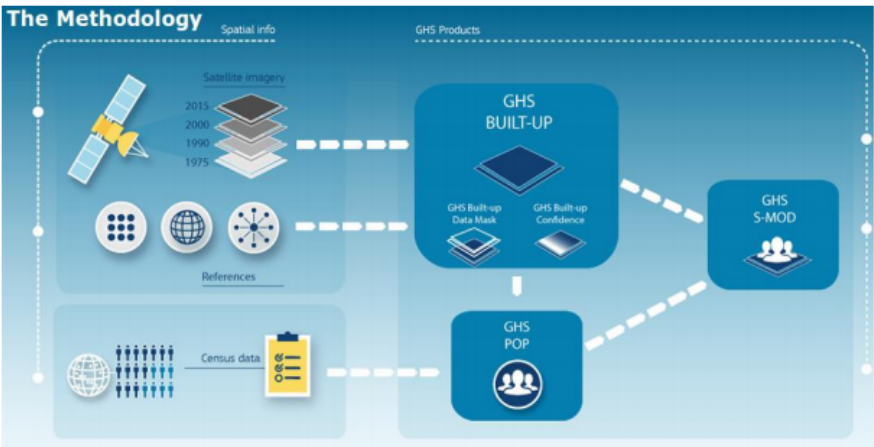 The Methodology
Spatial info
GHS Products
Satellite imagery
2015
2000
1990
1975
References
Census data
GHS
BUILT-UP
GHS Built-up
Data Mask
GHS Built-up
Confidence
GHS
POP
GHS
S-MOD